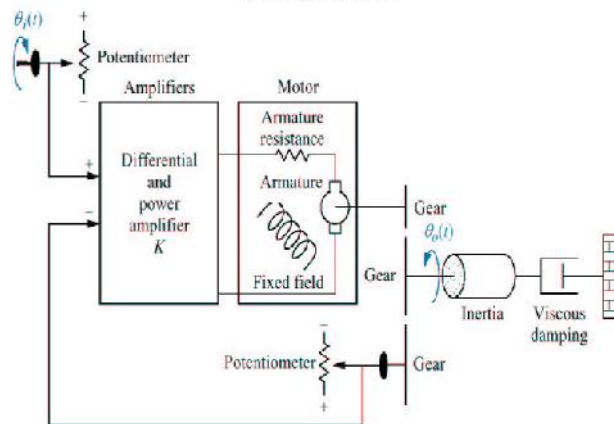 θi(t)
+
Potentiometer
−
Amplifiers
Motor
+
−
Differential
and
power
amplifier
K
Armature
resistance
Armature
Fixed field
Gear
θo(t)
Gear
Inertia
Viscous
damping
−
Potentiometer
+
Gear